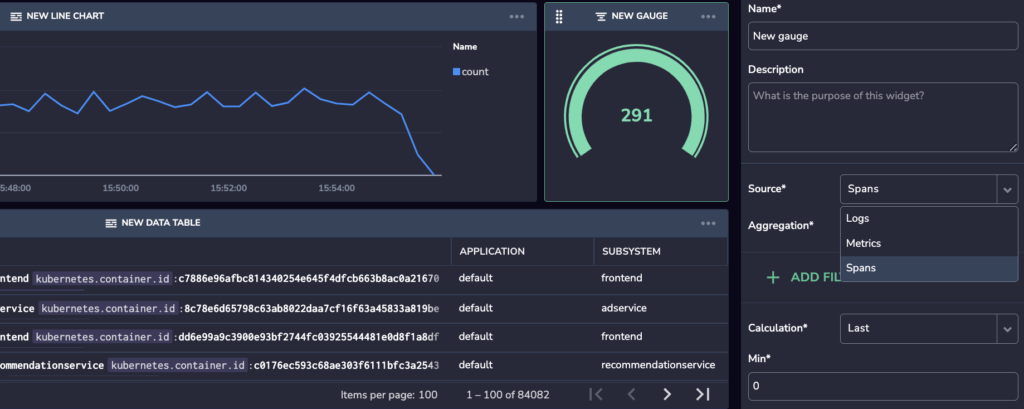 NEW LINE CHART
Name
count
5:48:00 15:50:00 15:52:00 15:54:00
NEW GAUGE
291
NEW DATA TABLE
APPLICATION SUBSYSTEM
ntend kubernetes.container.id:c7886e96afbc814340254e645f4dfcb663b8ac0a21670 default frontend
ervice kubernetes.container.id:8c78e6d65798c63ab8022daa7cf16f63a45833a819be default adservice
ntend kubernetes.container.id:dd6e99a9c3900e93bf2744fc03925544481e0d8f1a8df default frontend
ommendationservice kubernetes.container.id:c0176ec593c68ae303f6111bfc3a2543 default recommendationservice
Items per page: 100 1 – 100 of 84082
Name*
New gauge
Description
What is the purpose of this widget?
Source* Spans
Logs
Aggregation*
Metrics
Spans
ADD FIL
Calculation* Last
Min*
0